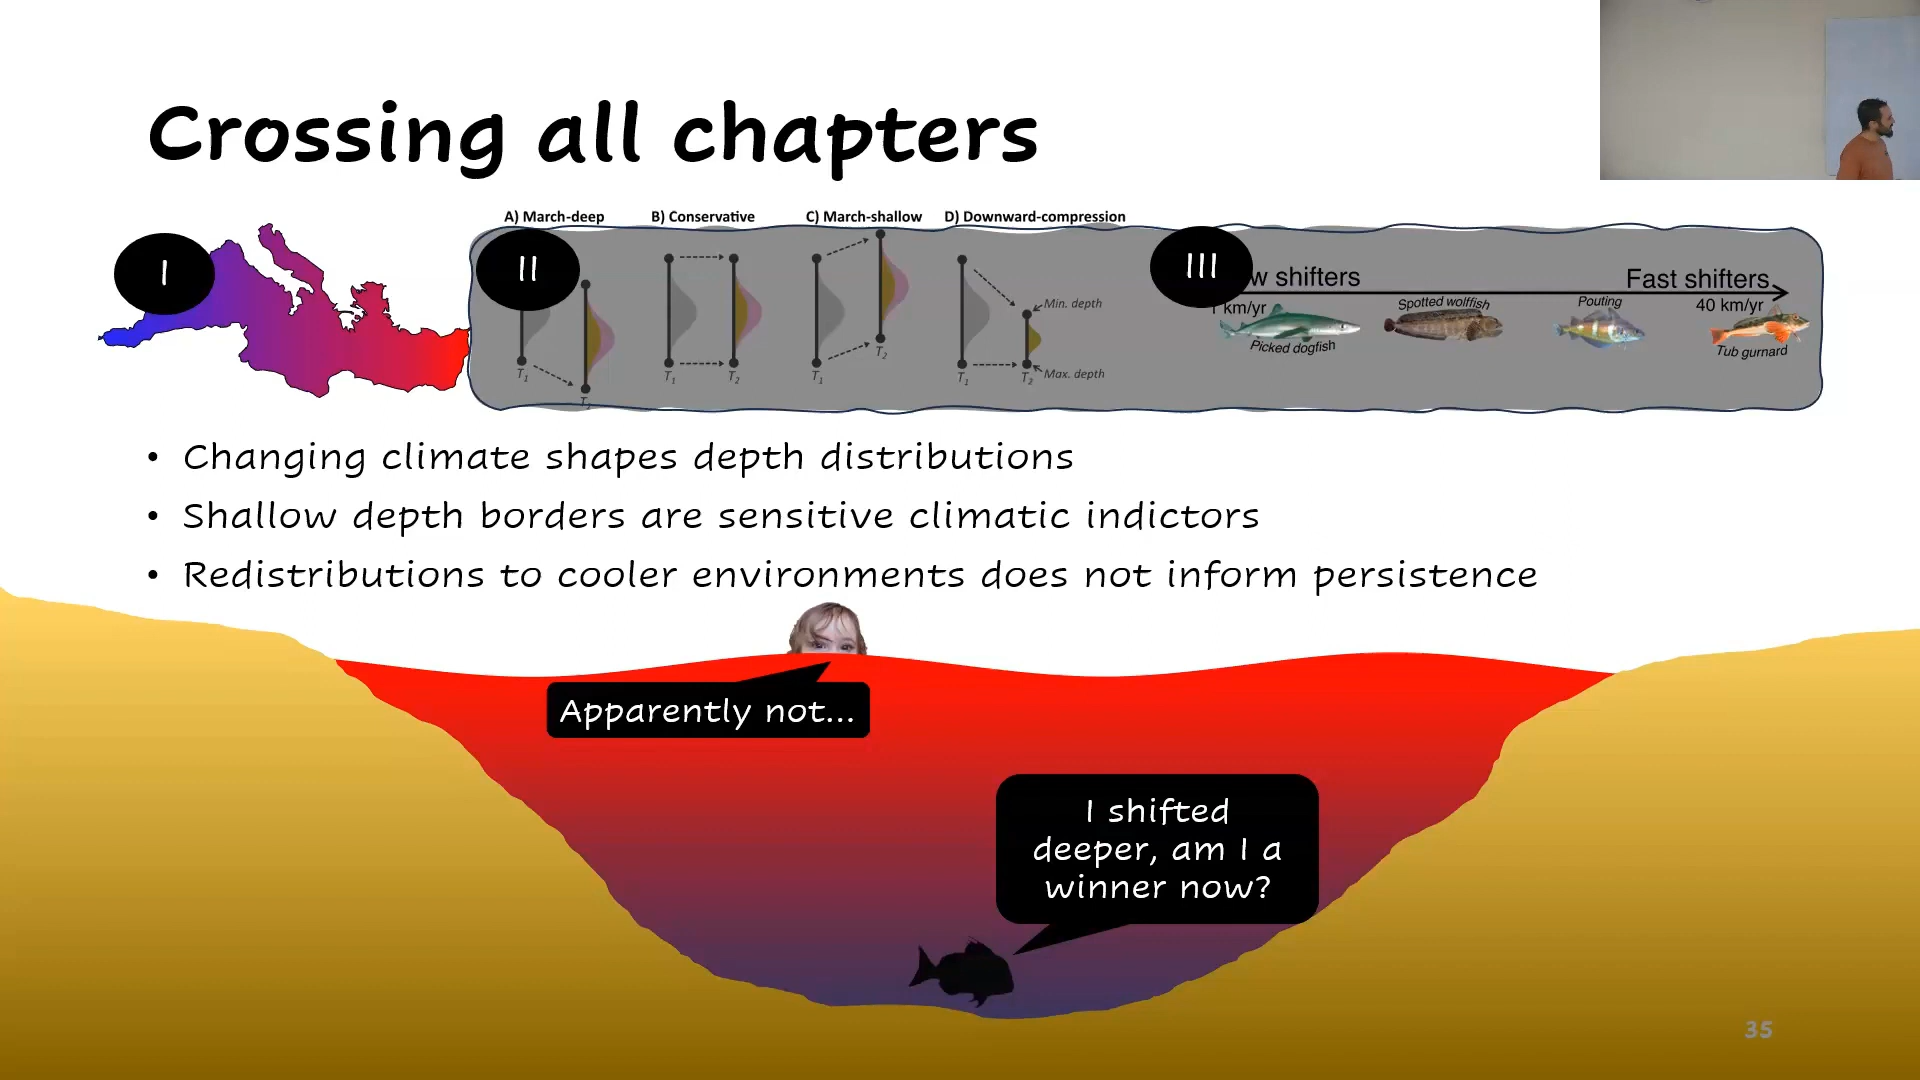 Crossing all chapters
A) March-deep
B) Conservative
C) March-shallow
D) Downward-compression
I
II
III
w shifters
Fast shifters
km/yr
40 km/yr
Spotted wolffish
Pouting
Picked dogfish
Tub gurnard
Min. depth
Max. depth
T1
T1
T2
T1
T2
T1
T2
• Changing climate shapes depth distributions
• Shallow depth borders are sensitive climatic indictors
• Redistributions to cooler environments does not inform persistence
Apparently not...
I shifted
deeper, am I a
winner now?
35